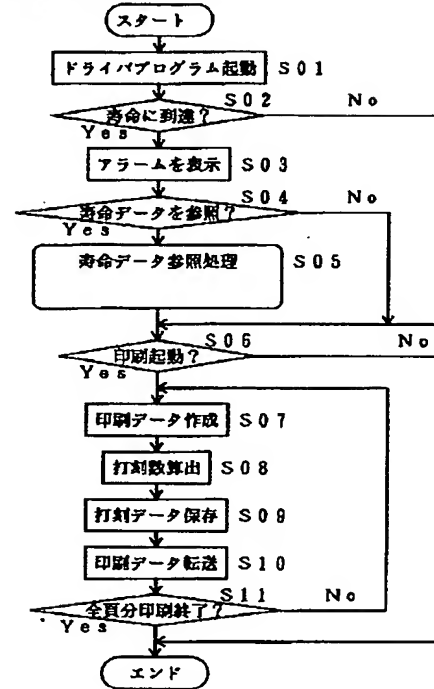 スタート
ドライバプログラム起動 S01
S02 No
寿命に到達?
Yes
アラームを表示 S03
S04 No
寿命データを参照?
Yes
寿命データ参照処理 S05
S06 No
印刷起動?
Yes
印刷データ作成 S07
打刻数算出 S08
打刻データ保存 S09
印刷データ転送 S10
S11 No
全頁分印刷終了?
Yes
エンド